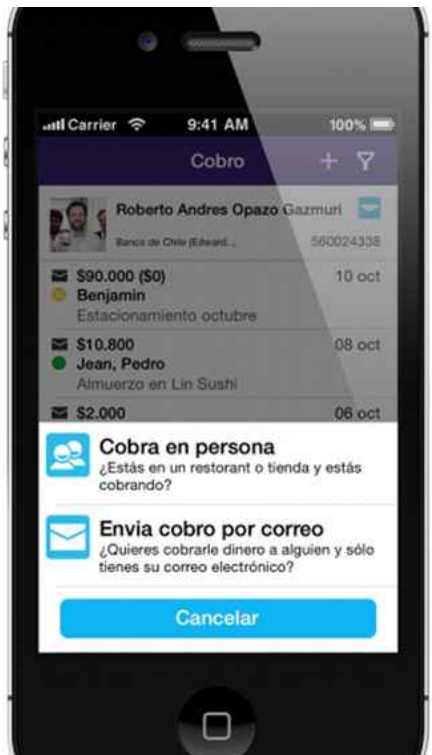 Carrier 9:41 AM 100%
Cobro
Roberto Andres Opazo Gazmuri
Banco de Chile (Edward... 560024338
$90.000 ($0) 10 oct
Benjamin
Estacionamiento octubre
$10.800 08 oct
Jean, Pedro
Almuerzo en Lin Sushi
$2.000 06 oct
Cobra en persona
¿Estás en un restorant o tienda y estás
cobrando?
Envia cobro por correo
¿Quieres cobrarle dinero a alguien y sólo
tienes su correo electrónico?
Cancelar